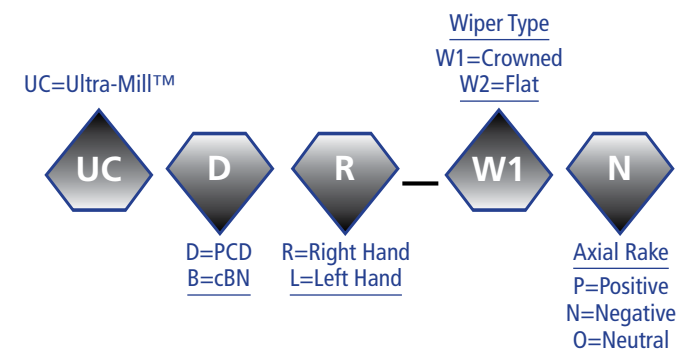 Wiper Type
W1=Crowned
W2=Flat
UC=Ultra-Mill™
UC D R _ W1 N
D=PCD
B=cBN
R=Right Hand
L=Left Hand
Axial Rake
P=Positive
N=Negative
O=Neutral